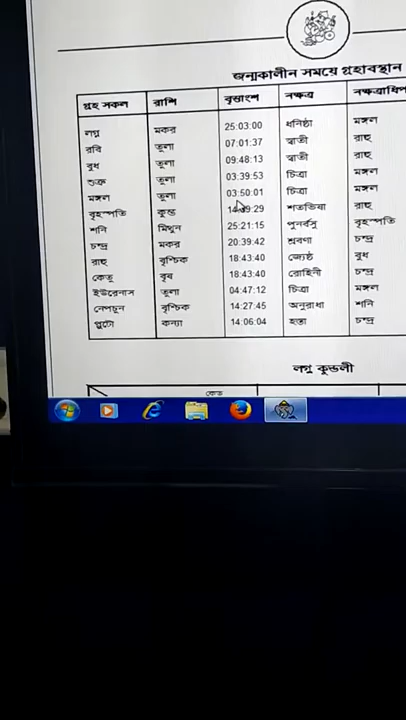 জন্মকালীন সময়ে গ্রহাবস্থান
গ্রহ সকল রাশি বৃত্তাংশ নক্ষত্র নক্ষত্রাধিপ
লগ্ন মকর 25:03:00 ধনিষ্ঠা মঙ্গল
রবি তুলা 07:01:37 স্বাতী রাহু
বুধ তুলা 09:48:13 স্বাতী রাহু
শুক্র তুলা 03:39:53 চিত্রা মঙ্গল
মঙ্গল তুলা 03:50:01 চিত্রা মঙ্গল
বৃহস্পতি কুম্ভ 14:39:29 শতভিষা রাহু
শনি মিথুন 25:21:15 পুনর্বসু বৃহস্পতি
চন্দ্র মকর 20:39:42 শ্রবণা চন্দ্র
রাহু বৃশ্চিক 18:43:40 জ্যেষ্ঠ বুধ
কেতু বৃষ 18:43:40 রোহিনী চন্দ্র
ইউরেনাস তুলা 04:47:12 চিত্রা মঙ্গল
নেপচুন বৃশ্চিক 14:27:45 অনুরাধা শনি
প্লুটো কন্যা 14:06:04 হস্তা চন্দ্র
লগ্ন কুন্ডলী
কেতু